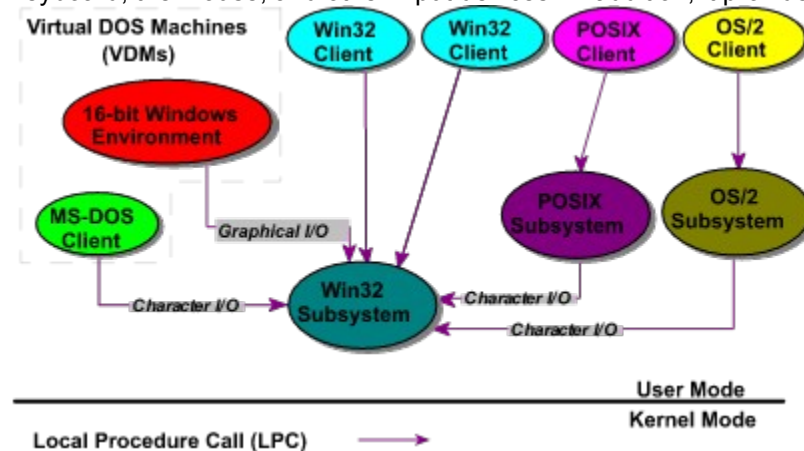 Virtual DOS Machines
(VDMs)
Win32
Client
Win32
Client
POSIX
Client
OS/2
Client
16-bit Windows
Environment
MS-DOS
Client
Graphical I/O
POSIX
Subsystem
OS/2
Subsystem
Win32
Subsystem
Character I/O
Character I/O
Character I/O
User Mode
Kernel Mode
Local Procedure Call (LPC)